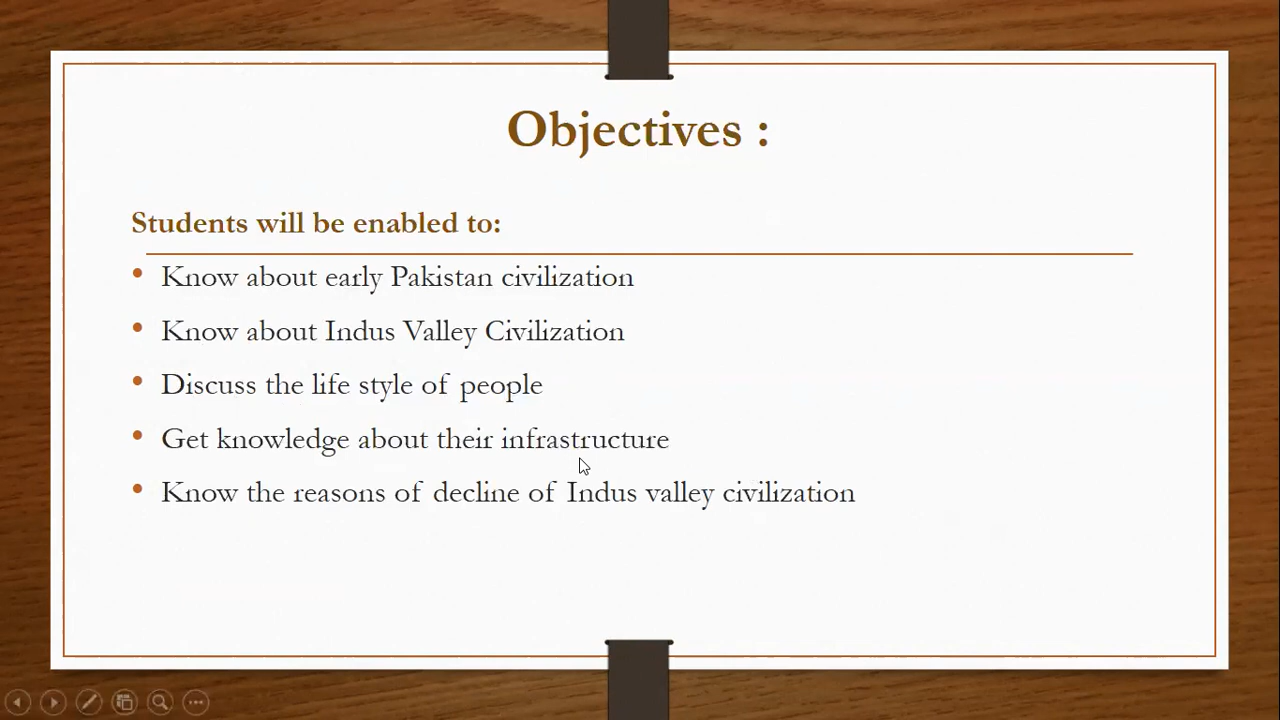 Objectives :
Students will be enabled to:
• Know about early Pakistan civilization
• Know about Indus Valley Civilization
• Discuss the life style of people
• Get knowledge about their infrastructure
• Know the reasons of decline of Indus valley civilization